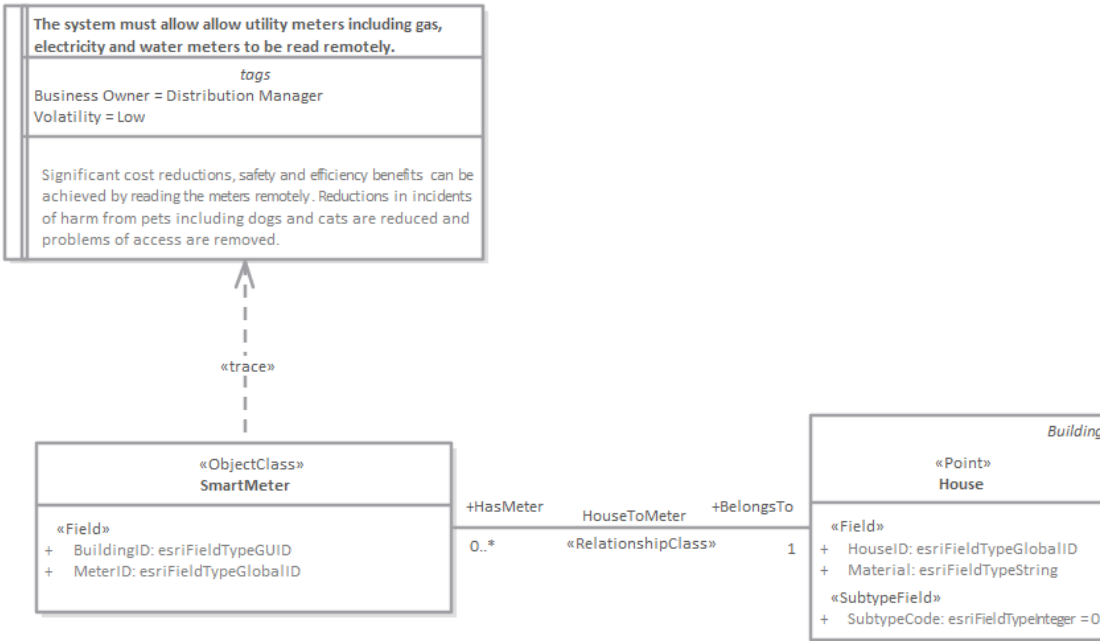 The system must allow allow utility meters including gas,
electricity and water meters to be read remotely.
tags
Business Owner = Distribution Manager
Volatility = Low
Significant cost reductions, safety and efficiency benefits can be
achieved by reading the meters remotely. Reductions in incidents
of harm from pets including dogs and cats are reduced and
problems of access are removed.
«trace»
«ObjectClass»
SmartMeter
«Field»
+ BuildingID: esriFieldTypeGUID
+ MeterID: esriFieldTypeGlobalID
+HasMeter
HouseToMeter
+BelongsTo
0..*
«RelationshipClass»
1
Building
«Point»
House
«Field»
+ HouseID: esriFieldTypeGlobalID
+ Material: esriFieldTypeString
«SubtypeField»
+ SubtypeCode: esriFieldTypeInteger = 0